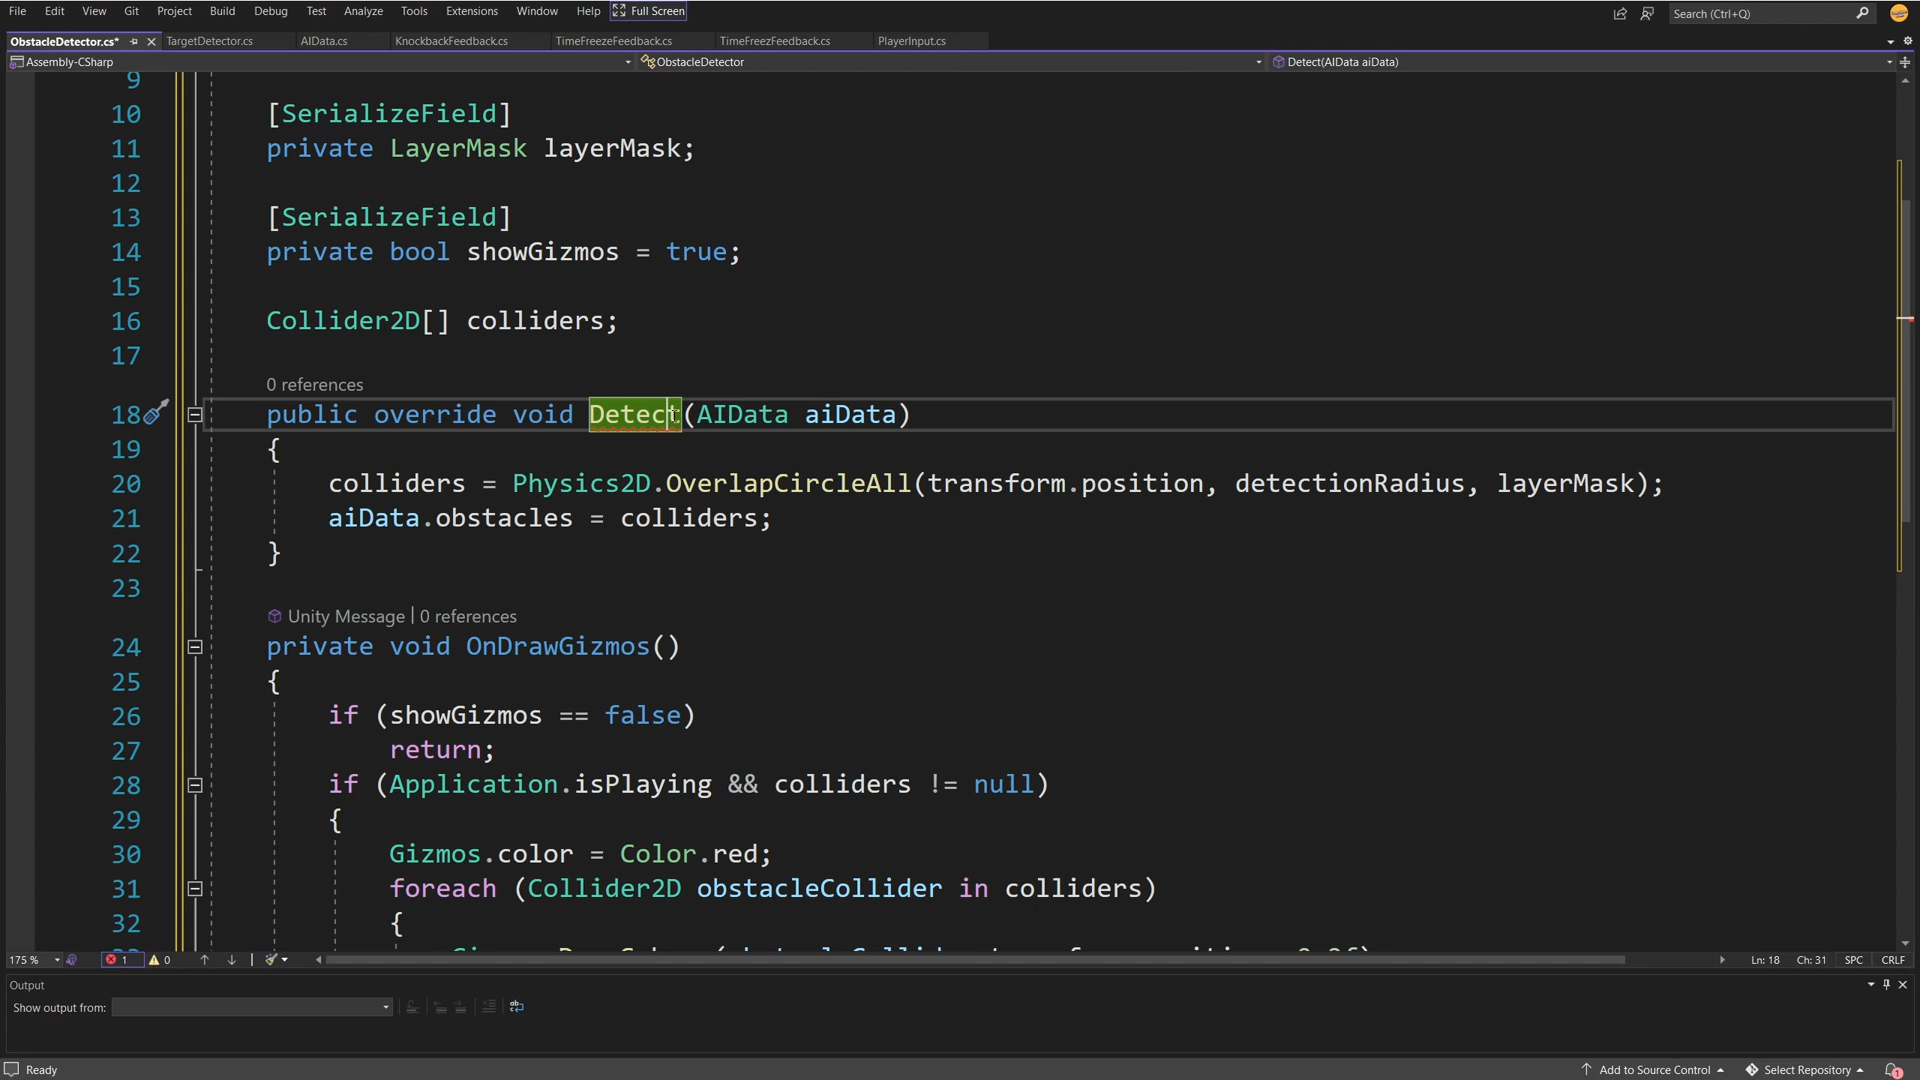 File Edit View Git Project Build Debug Test Analyze Tools Extensions Window Help Full Screen Search (Ctrl+Q)
ObstacleDetector.cs* TargetDetector.cs AIData.cs KnockbackFeedback.cs TimeFreezeFeedback.cs TimeFreezFeedback.cs PlayerInput.cs
Assembly-CSharp ObstacleDetector Detect(AIData aiData)
9
10 [SerializeField]
11 private LayerMask layerMask;
12
13 [SerializeField]
14 private bool showGizmos = true;
15
16 Collider2D[] colliders;
17
0 references
18 public override void Detect(AIData aiData)
19 {
20 colliders = Physics2D.OverlapCircleAll(transform.position, detectionRadius, layerMask);
21 aiData.obstacles = colliders;
22 }
23
Unity Message | 0 references
24 private void OnDrawGizmos()
25 {
26 if (showGizmos == false)
27 return;
28 if (Application.isPlaying && colliders != null)
29 {
30 Gizmos.color = Color.red;
31 foreach (Collider2D obstacleCollider in colliders)
32 {
175 % 1 0 Ln: 18 Ch: 31 SPC CRLF
Output
Show output from:
Ready Add to Source Control Select Repository 1